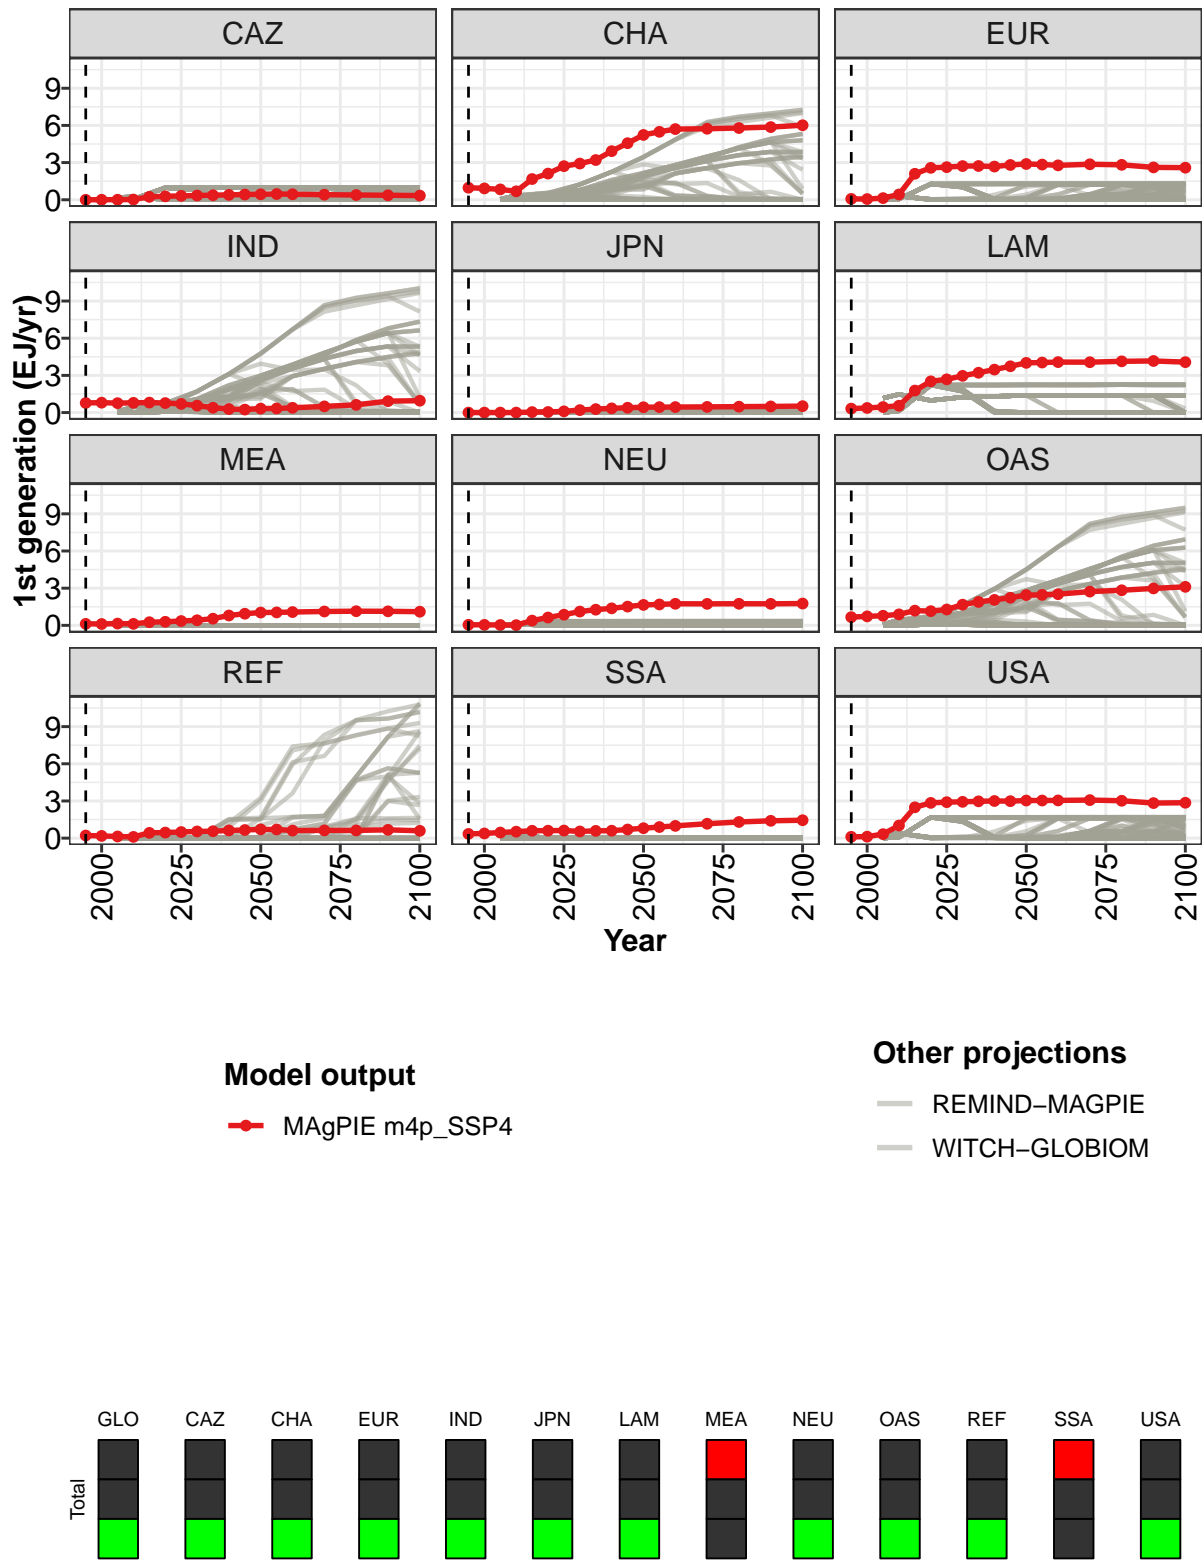 CAZ CHA EUR
9
6
3
0
IND JPN LAM
9
6
3
0
1st generation (EJ/yr)
MEA NEU OAS
9
6
3
0
REF SSA USA
9
6
3
0
2000 2025 2050 2075 2100 2000 2025 2050 2075 2100 2000 2025 2050 2075 2100
Year
Model output
MAgPIE m4p_SSP4
Other projections
REMIND−MAGPIE
WITCH−GLOBIOM
GLO CAZ CHA EUR IND JPN LAM MEA NEU OAS REF SSA USA
Total